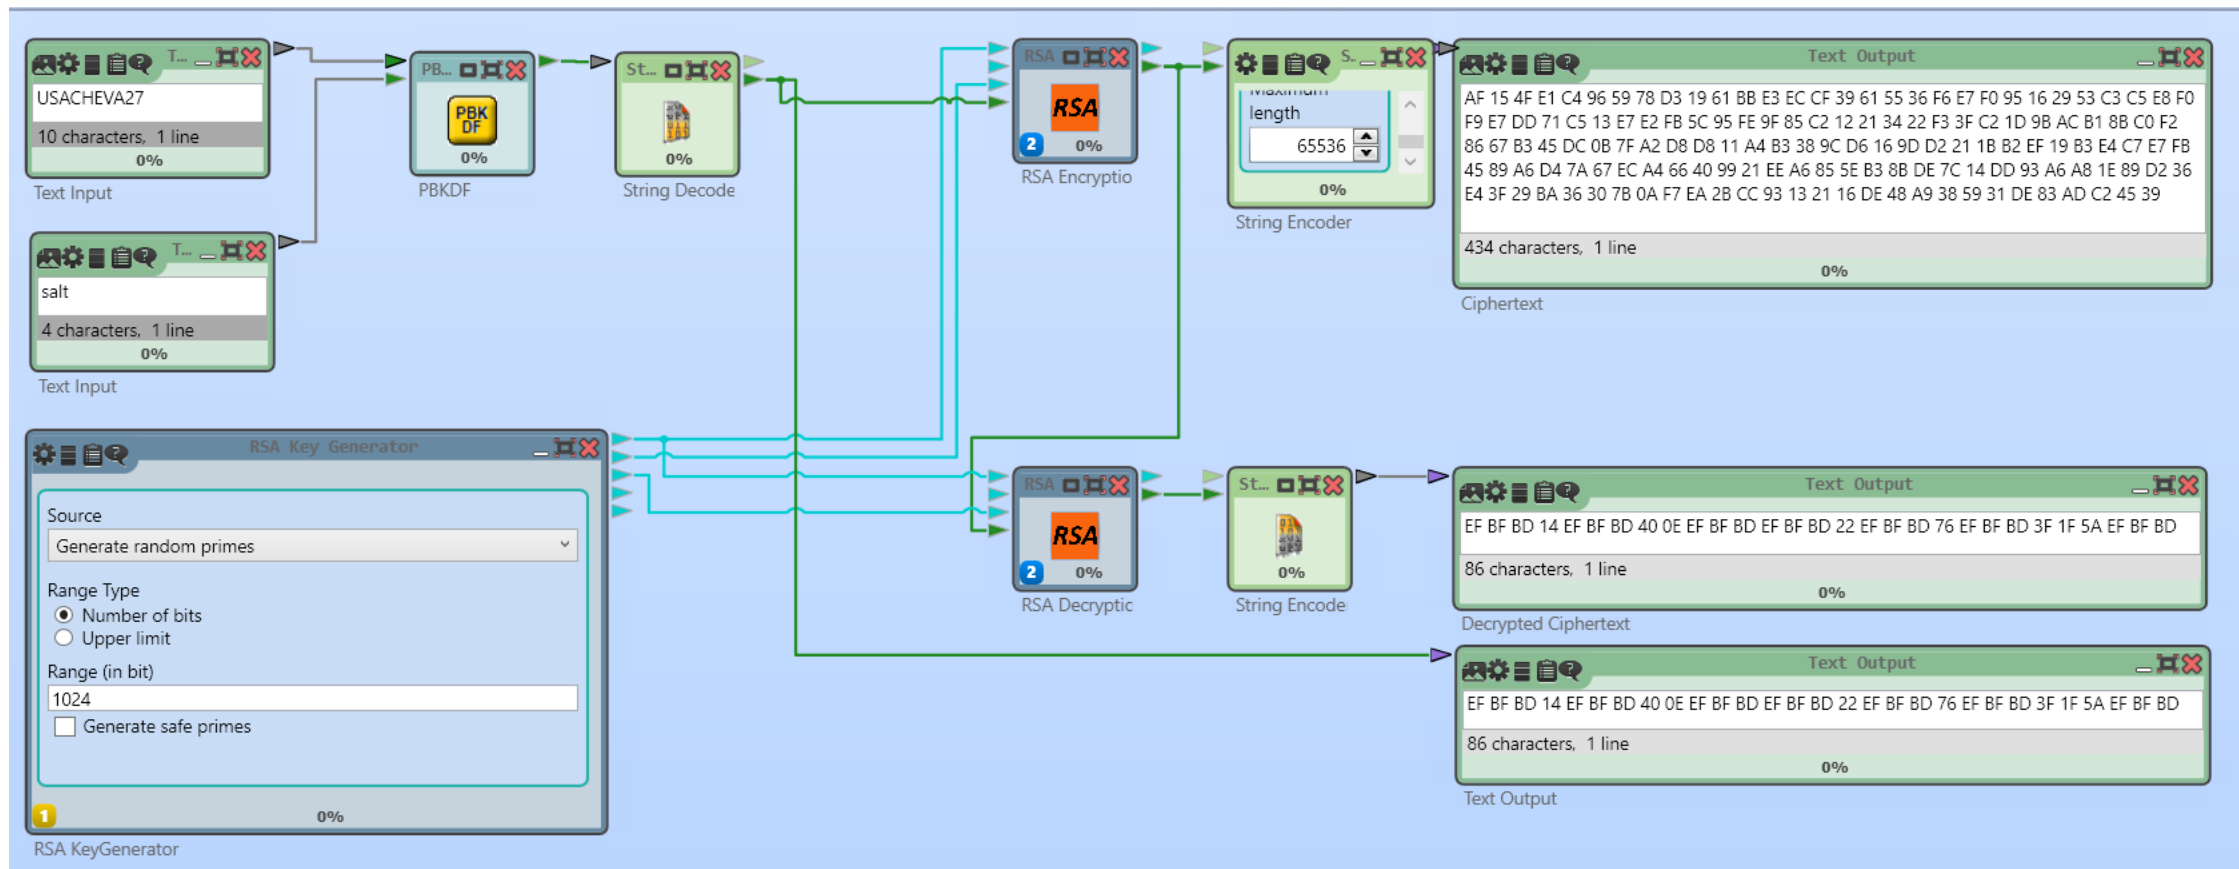 T...
USACHEVA27
10 characters, 1 line
0%
Text Input
PB...
PBK
DF
0%
PBKDF
St...
0%
String Decode
RSA
RSA
2
0%
RSA Encryptio
S..
Maximum
length
65536
0%
String Encoder
Text Output
AF 15 4F E1 C4 96 59 78 D3 19 61 BB E3 EC CF 39 61 55 36 F6 E7 F0 95 16 29 53 C3 C5 E8 F0
F9 E7 DD 71 C5 13 E7 E2 FB 5C 95 FE 9F 85 C2 12 21 34 22 F3 3F C2 1D 9B AC B1 8B C0 F2
86 67 B3 45 DC 0B 7F A2 D8 D8 11 A4 B3 38 9C D6 16 9D D2 21 1B B2 EF 19 B3 E4 C7 E7 FB
45 89 A6 D4 7A 67 EC A4 66 40 99 21 EE A6 85 5E B3 8B DE 7C 14 DD 93 A6 A8 1E 89 D2 36
E4 3F 29 BA 36 30 7B 0A F7 EA 2B CC 93 13 21 16 DE 48 A9 38 59 31 DE 83 AD C2 45 39
434 characters, 1 line
0%
Ciphertext
T...
salt
4 characters, 1 line
0%
Text Input
RSA Key Generator
Source
Generate random primes
Range Type
Number of bits
Upper limit
Range (in bit)
1024
Generate safe primes
1
0%
RSA KeyGenerator
RSA
RSA
2
0%
RSA Decryptic
St...
0%
String Encode
Text Output
EF BF BD 14 EF BF BD 40 0E EF BF BD EF BF BD 22 EF BF BD 76 EF BF BD 3F 1F 5A EF BF BD
86 characters, 1 line
0%
Decrypted Ciphertext
Text Output
EF BF BD 14 EF BF BD 40 0E EF BF BD EF BF BD 22 EF BF BD 76 EF BF BD 3F 1F 5A EF BF BD
86 characters, 1 line
0%
Text Output